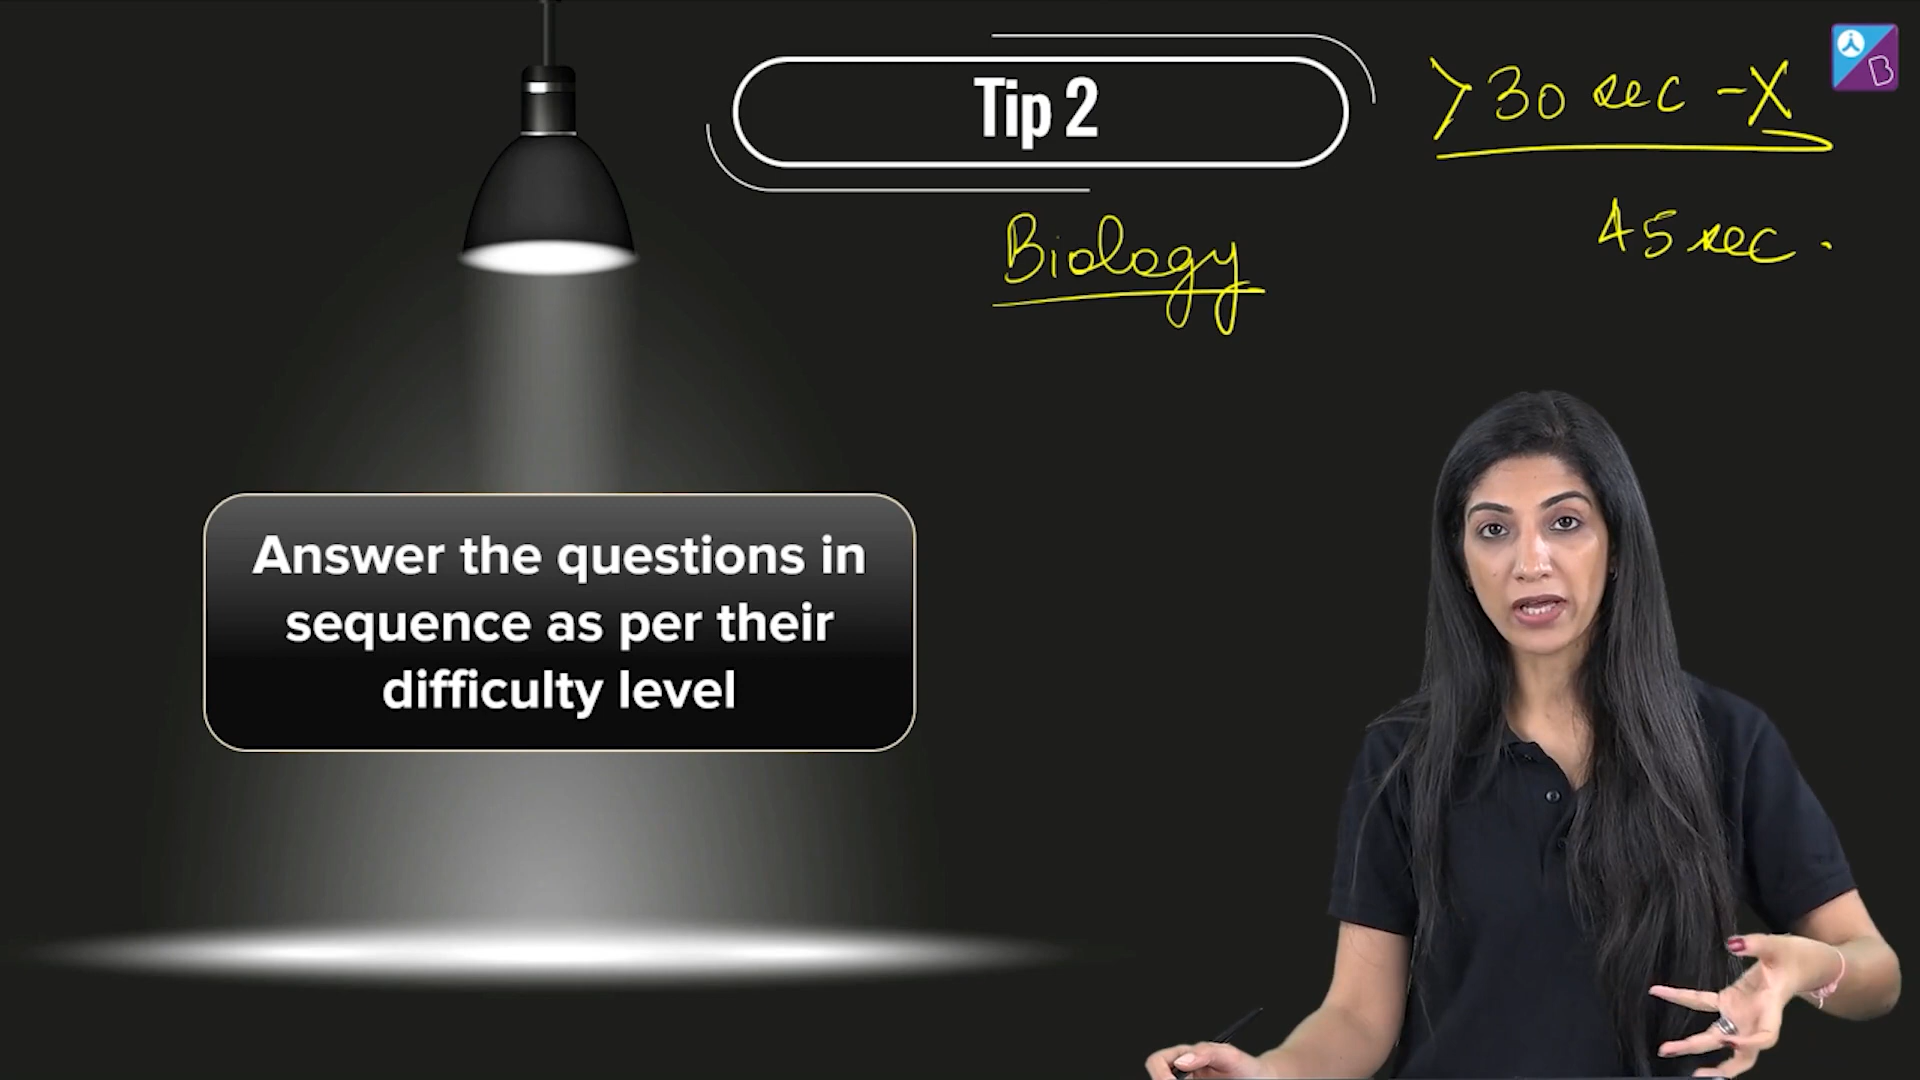 Tip 2
>30 sec - X
45 sec.
Biology
Answer the questions in
sequence as per their
difficulty level
B